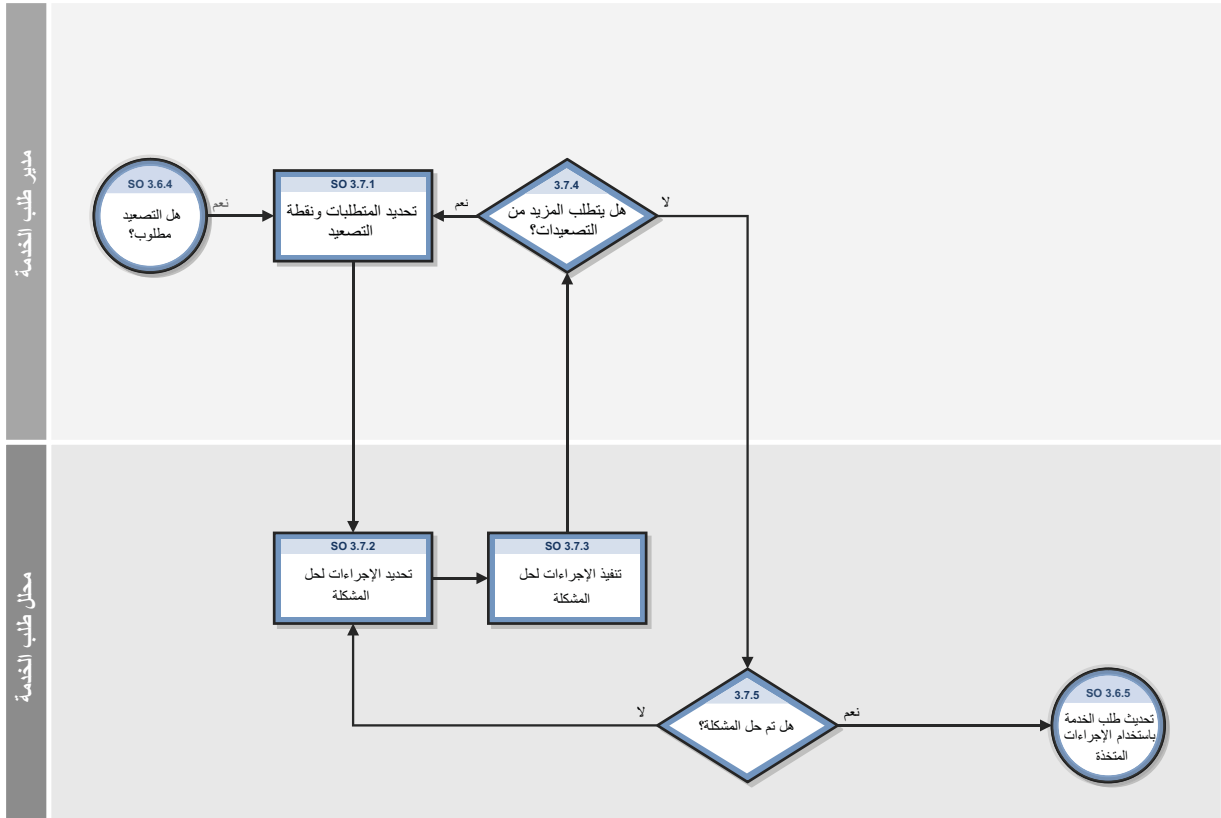 مدير طلب الخدمة
SO 3.6.4
هل التصعيد
مطلوب؟
نعم
SO 3.7.1
تحديد المتطلبات ونقطة
التصعيد
نعم
3.7.4
هل يتطلب المزيد من
التصعيدات؟
لا
محلل طلب الخدمة
SO 3.7.2
تحديد الإجراءات لحل
المشكلة
SO 3.7.3
تنفيذ الإجراءات لحل
المشكلة
لا
3.7.5
هل تم حل المشكلة؟
نعم
SO 3.6.5
تحديث طلب الخدمة
باستخدام الإجراءات
المتخذة